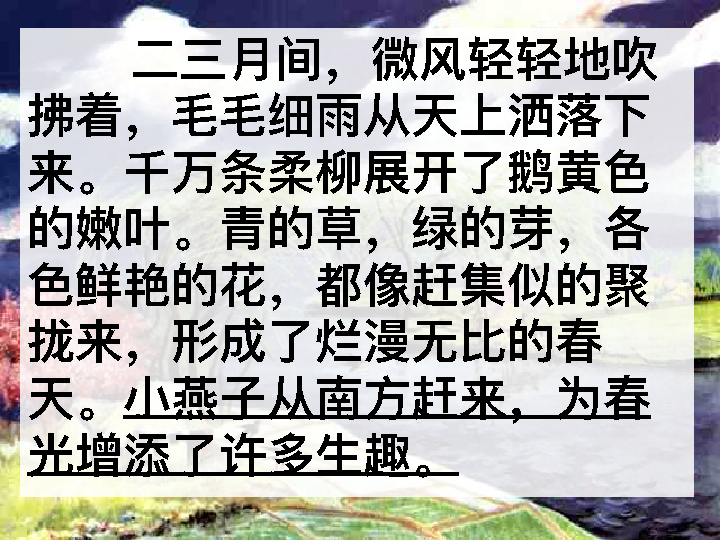 二三月间，微风轻轻地吹
拂着，毛毛细雨从天上洒落下
来。千万条柔柳展开了鹅黄色
的嫩叶。青的草，绿的芽，各
色鲜艳的花，都像赶集似的聚
拢来，形成了烂漫无比的春
天。小燕子从南方赶来，为春
光增添了许多生趣。